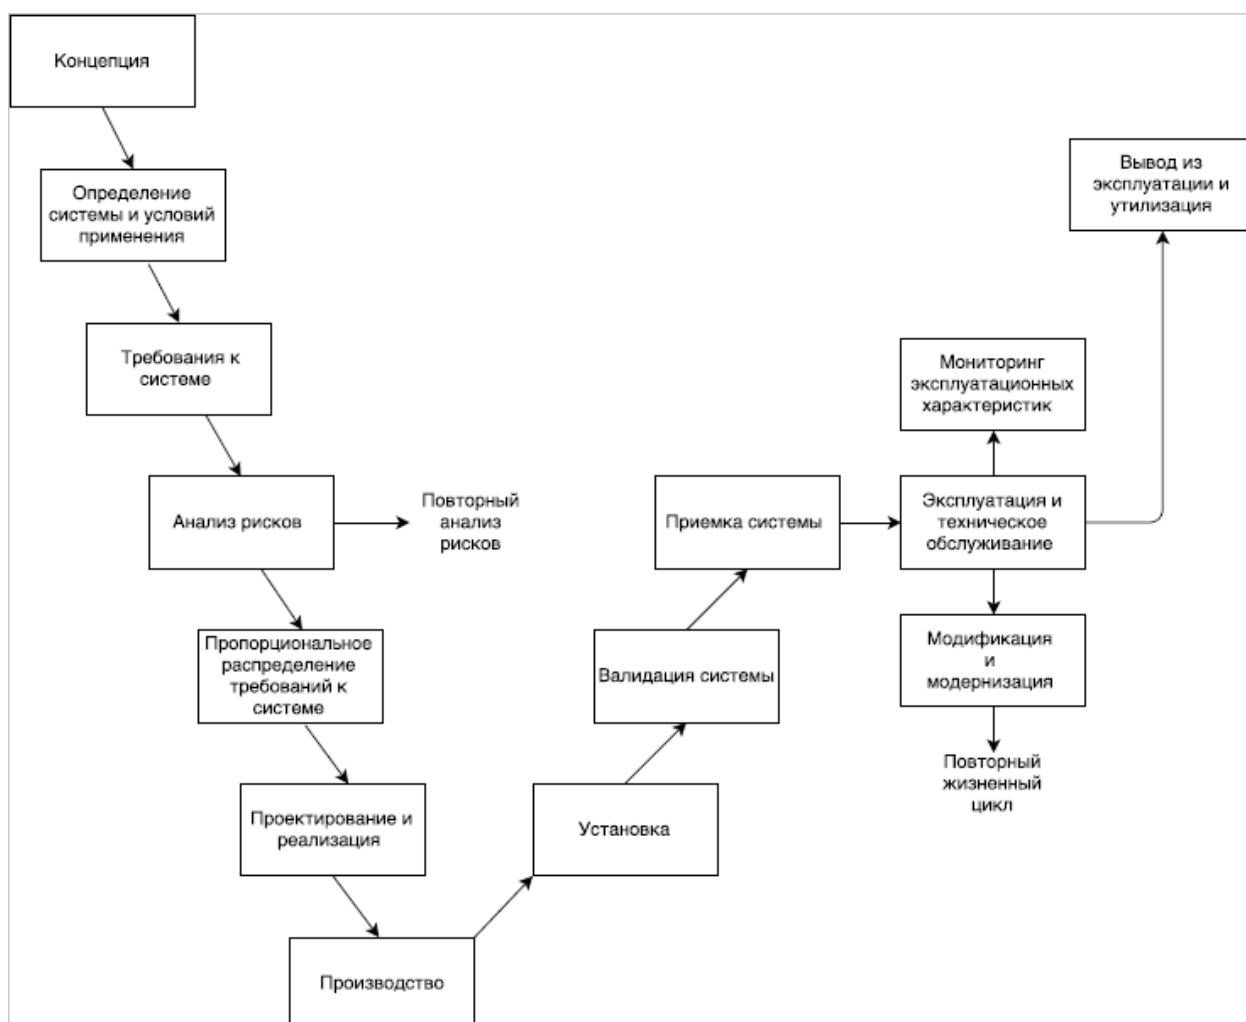 Концепция
Определение
системы и условий
применения
Требования к
системе
Анализ рисков
Повторный
анализ
рисков
Пропорциональное
распределение
требований к
системе
Проектирование и
реализация
Производство
Установка
Валидация системы
Приемка системы
Эксплуатация и
техническое
обслуживание
Мониторинг
эксплуатационных
характеристик
Модификация
и
модернизация
Повторный
жизненный
цикл
Вывод из
эксплуатации и
утилизация